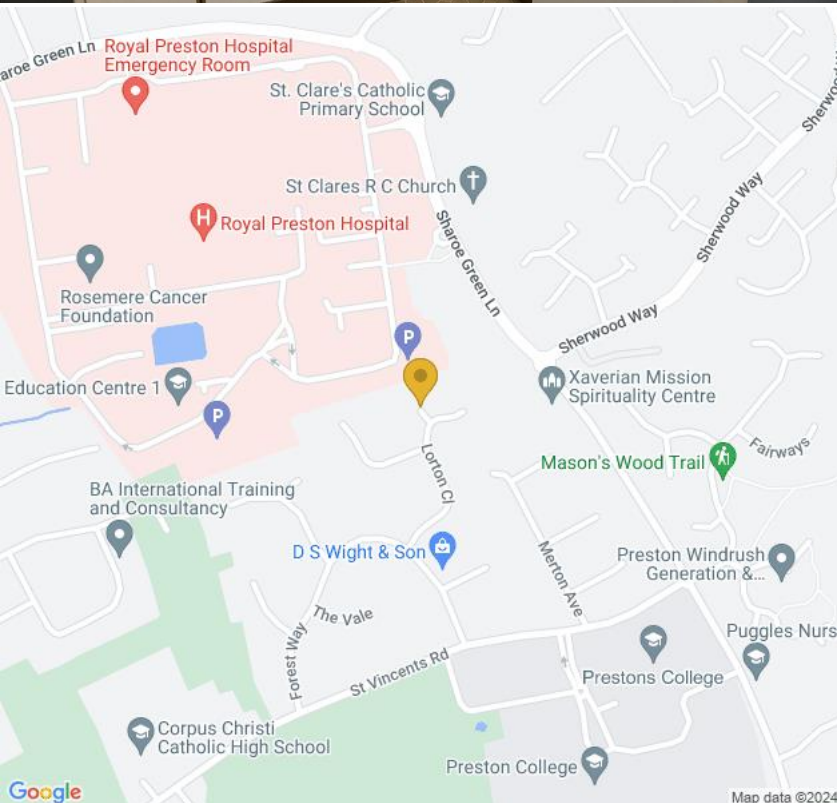 aroe Green Ln
Royal Preston Hospital
Emergency Room
St. Clare's Catholic
Primary School
St Clares R C Church
H
Royal Preston Hospital
Sharoe Green Ln
Sherwood Way
Sherwood
Rosemere Cancer
Foundation
Sherwood Way
P
Education Centre 1
P
Xaverian Mission
Spirituality Centre
Lorton Cl
Mason's Wood Trail
Fairways
BA International Training
and Consultancy
D S Wight & Son
Merton Ave
Preston Windrush
Generation &...
The Vale
Forest Way
St Vincents Rd
Puggles Nurs
Prestons College
Corpus Christi
Catholic High School
Preston College
Google
Map data ©2024